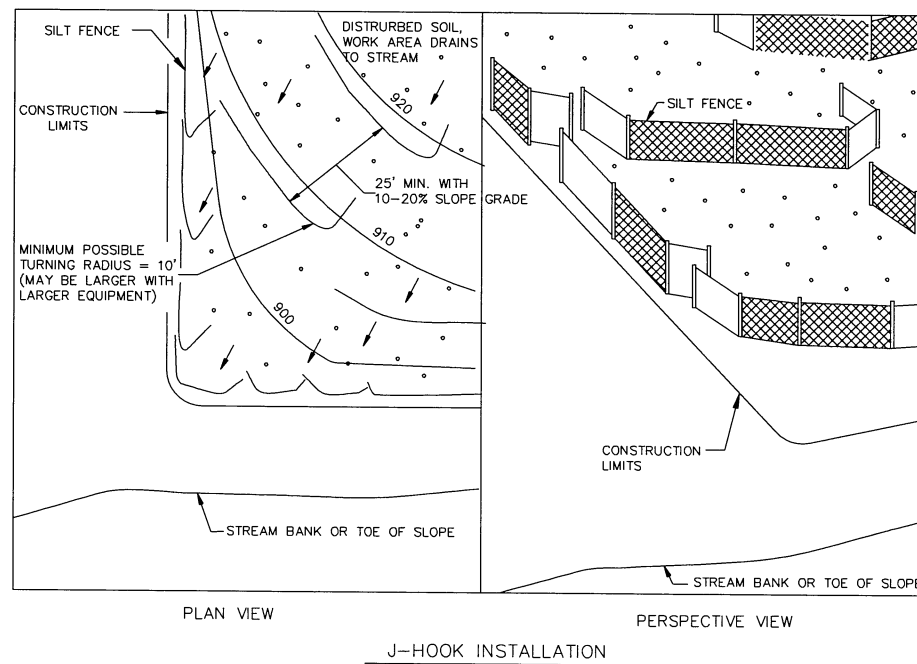 SILT FENCE
DISTRURBED SOIL,
WORK AREA DRAINS
TO STREAM
CONSTRUCTION
LIMITS
920
25' MIN. WITH
10-20% SLOPE GRADE
910
MINIMUM POSSIBLE
TURNING RADIUS = 10'
(MAY BE LARGER WITH
LARGER EQUIPMENT)
900
STREAM BANK OR TOE OF SLOPE
PLAN VIEW
SILT FENCE
CONSTRUCTION
LIMITS
STREAM BANK OR TOE OF SLOPE
PERSPECTIVE VIEW
J-HOOK INSTALLATION